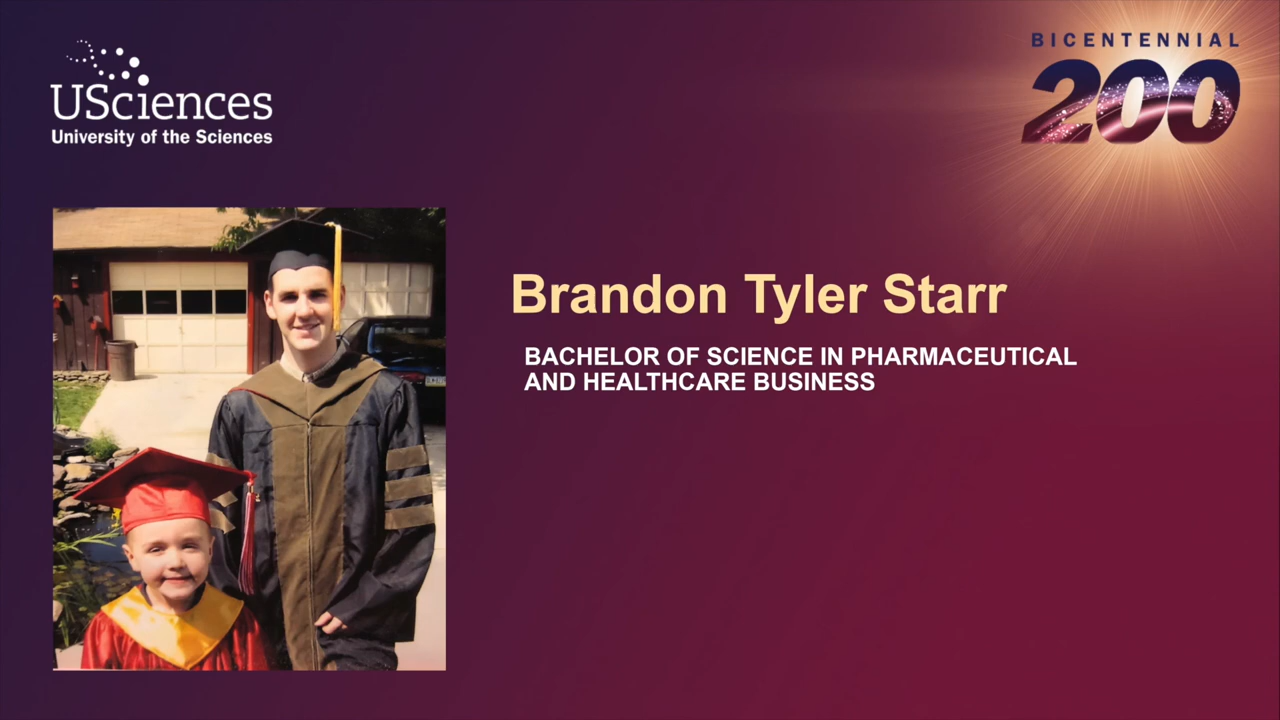 USciences
University of the Sciences
BICENTENNIAL
200
Brandon Tyler Starr
BACHELOR OF SCIENCE IN PHARMACEUTICAL
AND HEALTHCARE BUSINESS